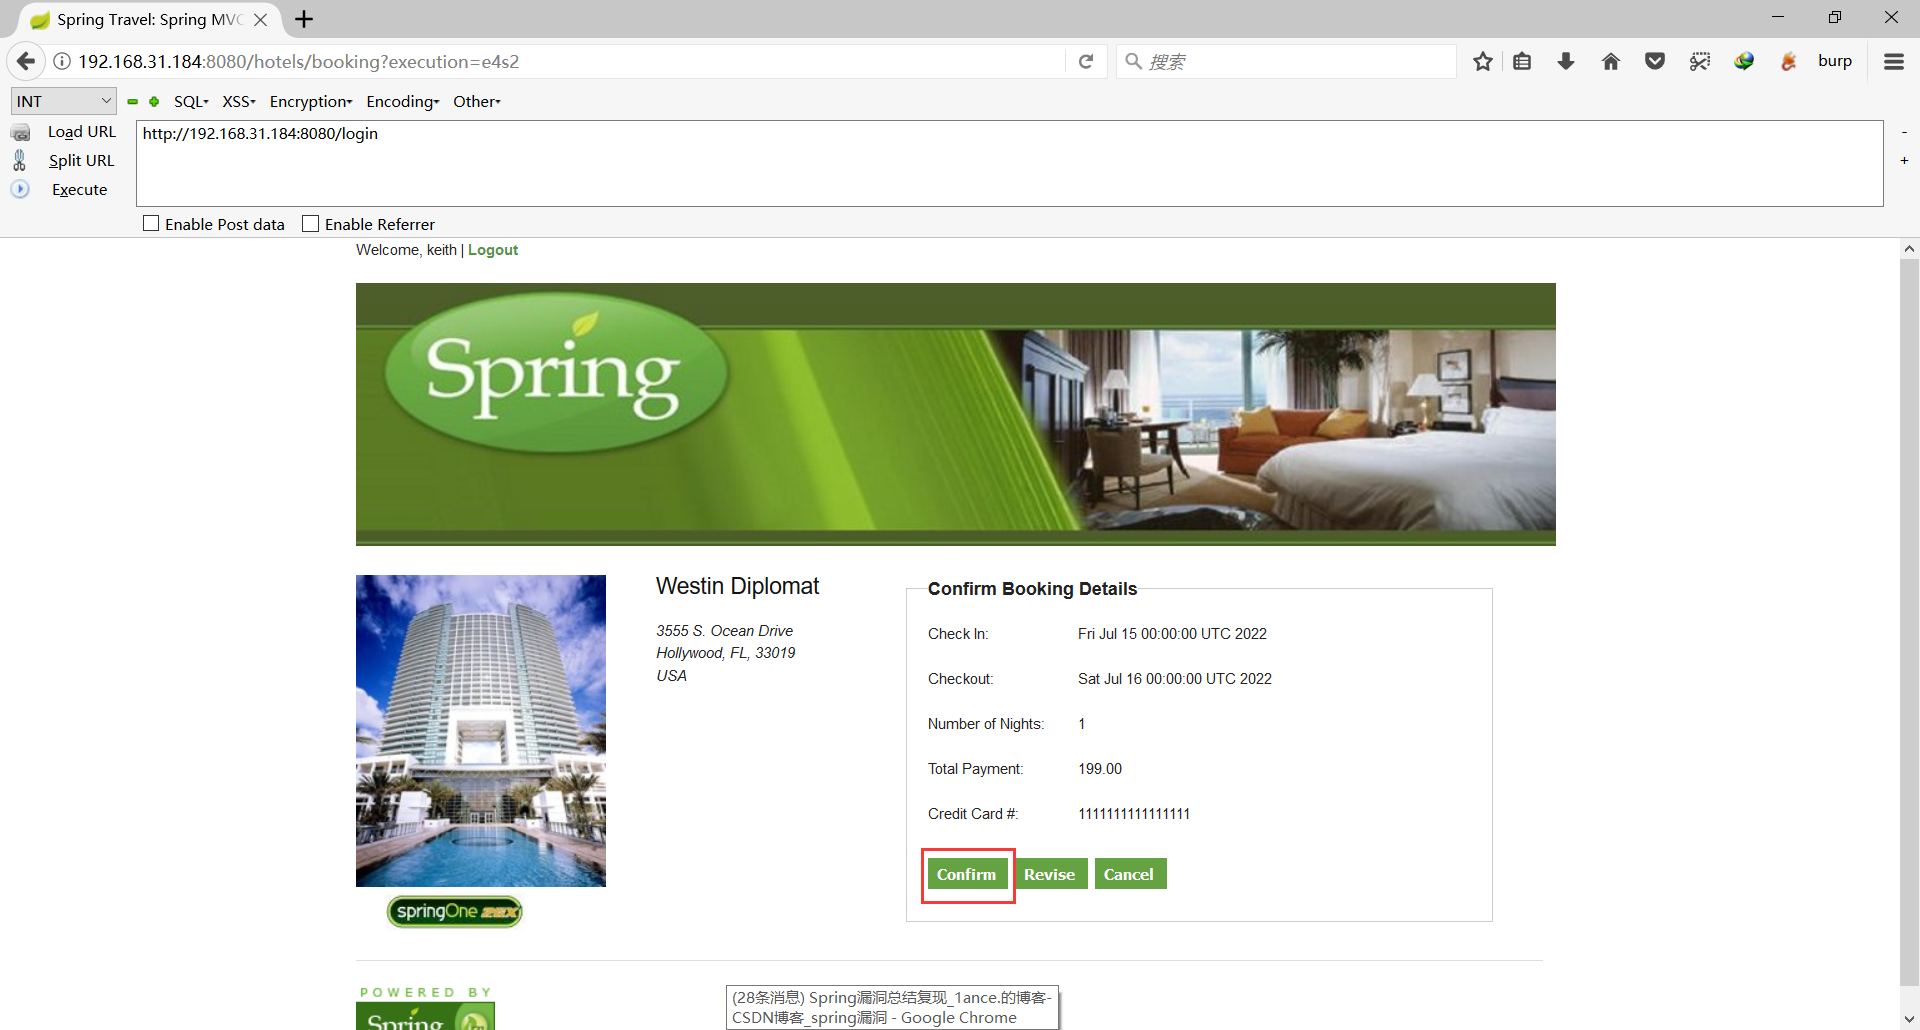 Spring Travel: Spring MVC
192.168.31.184:8080/hotels/booking?execution=e4s2
搜索
burp
INT
SQL
XSS
Encryption
Encoding
Other
Load URL
http://192.168.31.184:8080/login
Split URL
Execute
Enable Post data
Enable Referrer
Welcome, keith | Logout
Spring
Westin Diplomat
3555 S. Ocean Drive
Hollywood, FL, 33019
USA
Confirm Booking Details
Check In: Fri Jul 15 00:00:00 UTC 2022
Checkout: Sat Jul 16 00:00:00 UTC 2022
Number of Nights: 1
Total Payment: 199.00
Credit Card #: 1111111111111111
Confirm
Revise
Cancel
springOne 2GX
POWERED BY
Spring
(28条消息) Spring漏洞总结复现_1ance.的博客-
CSDN博客_spring漏洞 - Google Chrome